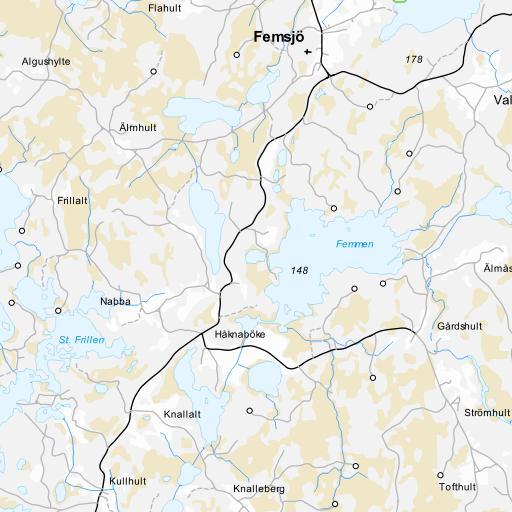 Flahult
Femsjö
Algushylte
178
Val
Älmhult
Frillalt
Femmen
148
Älmås
Nabba
St. Frillen
Håknaböke
Gårdshult
Knallalt
Strömhult
Kullhult
Knalleberg
Tofthult